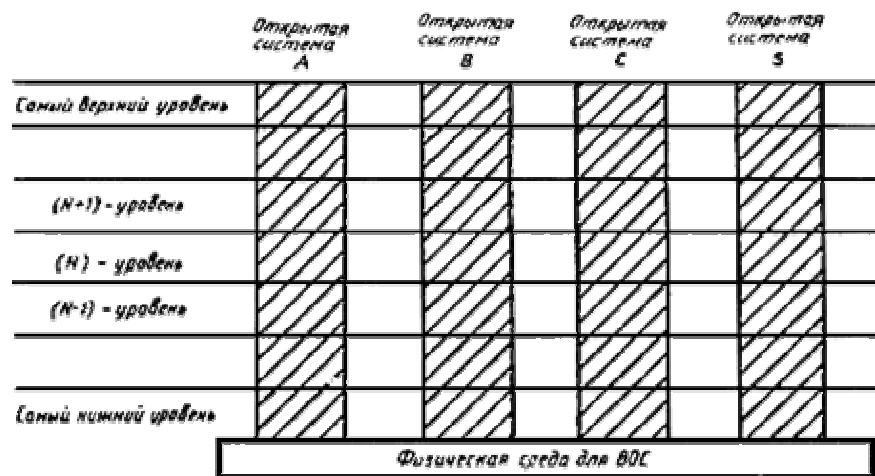 Открытая система А
Открытая система В
Открытая система С
Открытая система S
Самый верхний уровень
(N+1) - уровень
(N) - уровень
(N-1) - уровень
Самый нижний уровень
Физическая среда для ВОС